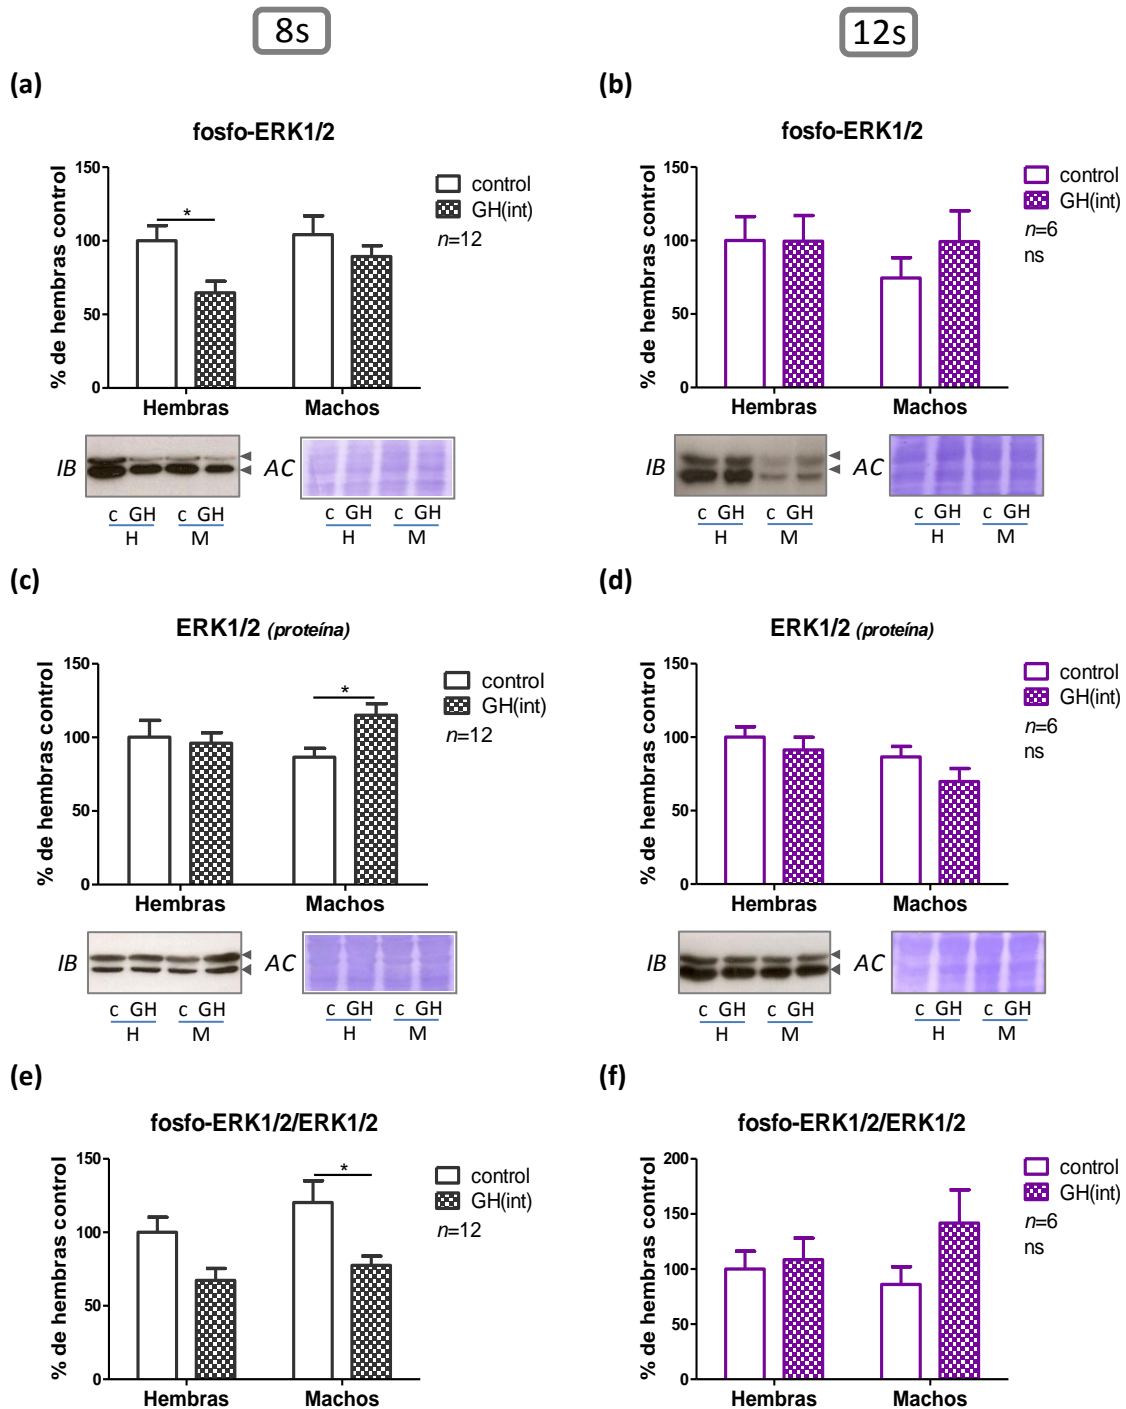 8s
12s
(a)
fosfo-ERK1/2
% de hembras control
150
100
50
0
*
Hembras
Machos
control
GH(int)
n=12
IB
AC
c GH c GH
H M
c GH c GH
H M
(b)
fosfo-ERK1/2
% de hembras control
150
100
50
0
Hembras
Machos
control
GH(int)
n=6
ns
IB
AC
c GH c GH
H M
c GH c GH
H M
(c)
ERK1/2 (proteína)
% de hembras control
150
100
50
0
*
Hembras
Machos
control
GH(int)
n=12
IB
AC
c GH c GH
H M
c GH c GH
H M
(d)
ERK1/2 (proteína)
% de hembras control
150
100
50
0
Hembras
Machos
control
GH(int)
n=6
ns
IB
AC
c GH c GH
H M
c GH c GH
H M
(e)
fosfo-ERK1/2/ERK1/2
% de hembras control
150
100
50
0
*
Hembras
Machos
control
GH(int)
n=12
(f)
fosfo-ERK1/2/ERK1/2
% de hembras control
200
150
100
50
0
Hembras
Machos
control
GH(int)
n=6
ns